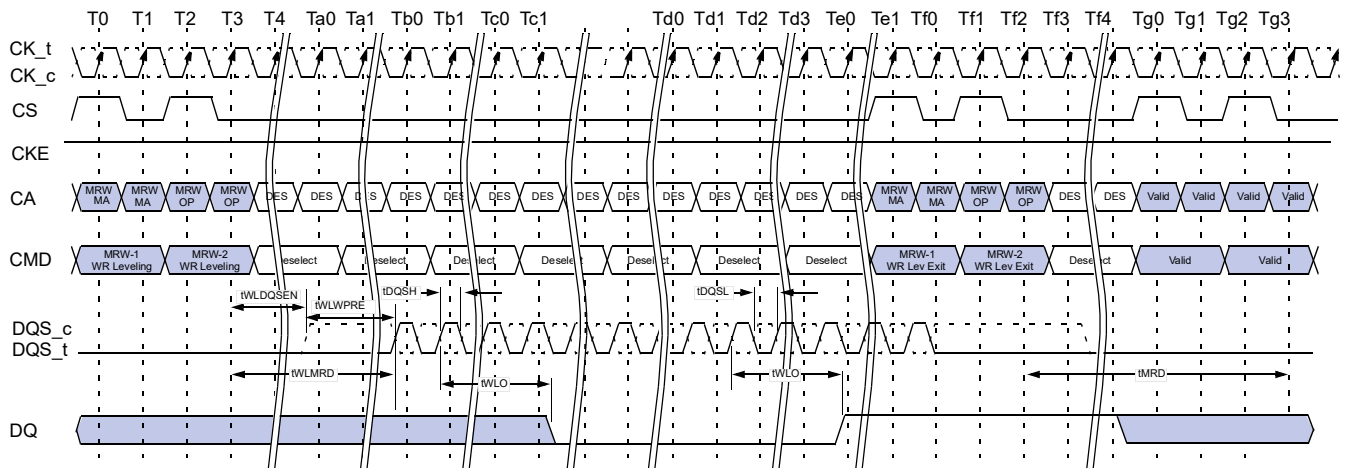 T0 T1 T2 T3 T4 Ta0 Ta1 Tb0 Tb1 Tc0 Tc1 Td0 Td1 Td2 Td3 Te0 Te1 Tf0 Tf1 Tf2 Tf3 Tf4 Tg0 Tg1 Tg2 Tg3
CK_t
CK_c
CS
CKE
CA
MRW MRW MRW MRW DES DES DES DES DES DES DES DES DES DES DES DES DES DES MRW MRW MRW MRW DES DES Valid Valid Valid Valid
MA MA OP OP MA MA OP OP
CMD
MRW-1 MRW-2 Deselect Deselect Deselect Deselect Deselect Deselect Deselect MRW-1 MRW-2 Deselect Valid Valid
WR Leveling WR Leveling WR Lev Exit WR Lev Exit
tWLDQSEN tWLWPRE tDQSH tDQSL
DQS_c
DQS_t
tWLMRD tWLO tWLO tMRD
DQ